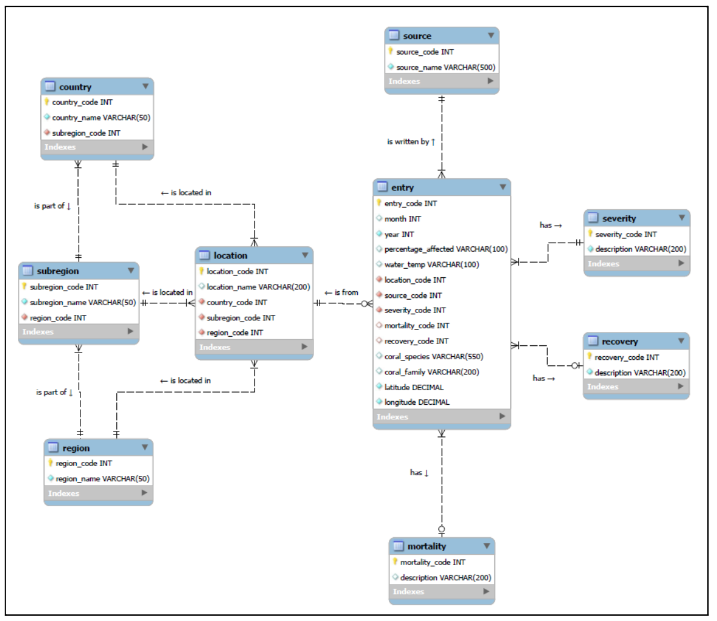 source
source_code INT
source_name VARCHAR(500)
Indexes
country
country_code INT
country_name VARCHAR(50)
subregion_code INT
Indexes
is written by ↑
← is located in
is part of ↓
entry
entry_code INT
month INT
year INT
percentage_affected VARCHAR(100)
water_temp VARCHAR(100)
location_code INT
source_code INT
severity_code INT
mortality_code INT
recovery_code INT
coral_species VARCHAR(550)
coral_family VARCHAR(200)
latitude DECIMAL
longitude DECIMAL
Indexes
has →
severity
severity_code INT
description VARCHAR(200)
Indexes
location
location_code INT
location_name VARCHAR(200)
country_code INT
subregion_code INT
region_code INT
Indexes
subregion
subregion_code INT
subregion_name VARCHAR(50)
region_code INT
Indexes
← is located in
← is from
recovery
recovery_code INT
description VARCHAR(200)
Indexes
has →
← is located in
is part of ↓
region
region_code INT
region_name VARCHAR(50)
Indexes
has ↓
mortality
mortality_code INT
description VARCHAR(200)
Indexes